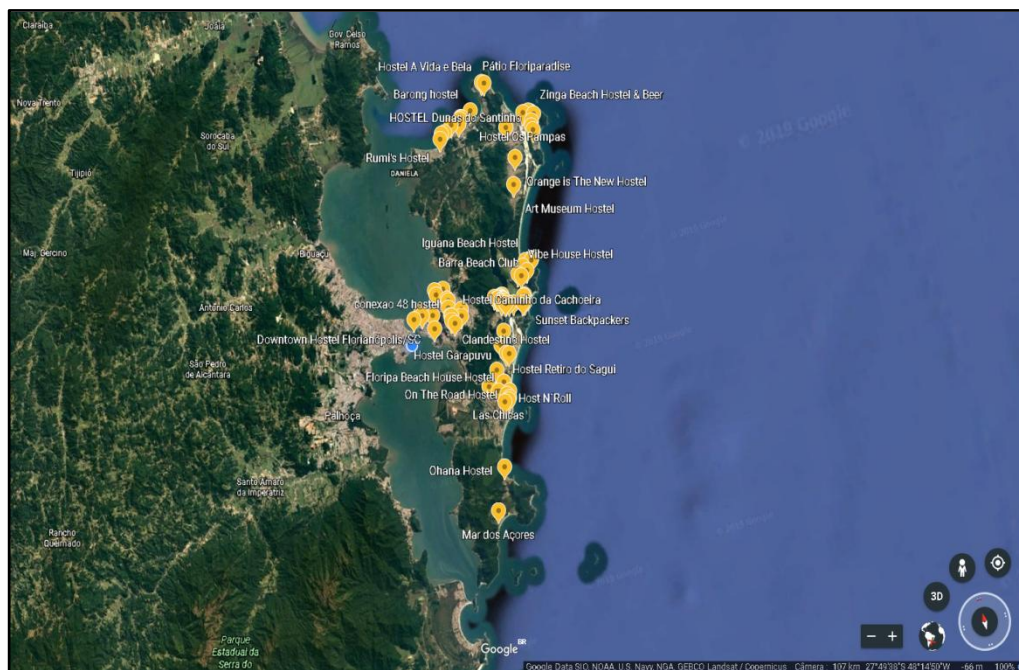 Claraíba
Gov. Celso
Ramos
Nova Trento
Hostel A Vida e Bela
Pátio Floriparadise
Barong hostel
Zinga Beach Hostel & Beer
HOSTEL Dunas do Santinho
Sorocaba
do Sul
Hostel Os Pampas
Rumi's Hostel
Tijipió
DANIELA
Orange is The New Hostel
Art Museum Hostel
Iguana Beach Hostel
Vibe House Hostel
Maj. Gercino
Biguaçu
Barra Beach Club
Antônio Carlos
conexao 48 hostel
Hostel Caminho da Cachoeira
Sunset Backpackers
Downtown Hostel Florianópolis/SC
Clandestino Hostel
Hostel Garapuvu
São Pedro
de Alcântara
Hostel Retiro do Sagui
Floripa Beach House Hostel
On The Road Hostel
Host N'Roll
Palhoça
Las Chicas
Ohana Hostel
Santo Amaro
da Imperatriz
Mar dos Açores
Rancho
Queimado
3D
Parque
Estadual da
Serra do
Google
BR
Google Data SIO, NOAA, U.S. Navy, NGA, GEBCO Landsat / Copernicus Câmera : 107 km 27°49'38"S 48°14'50"W -66 m 100%